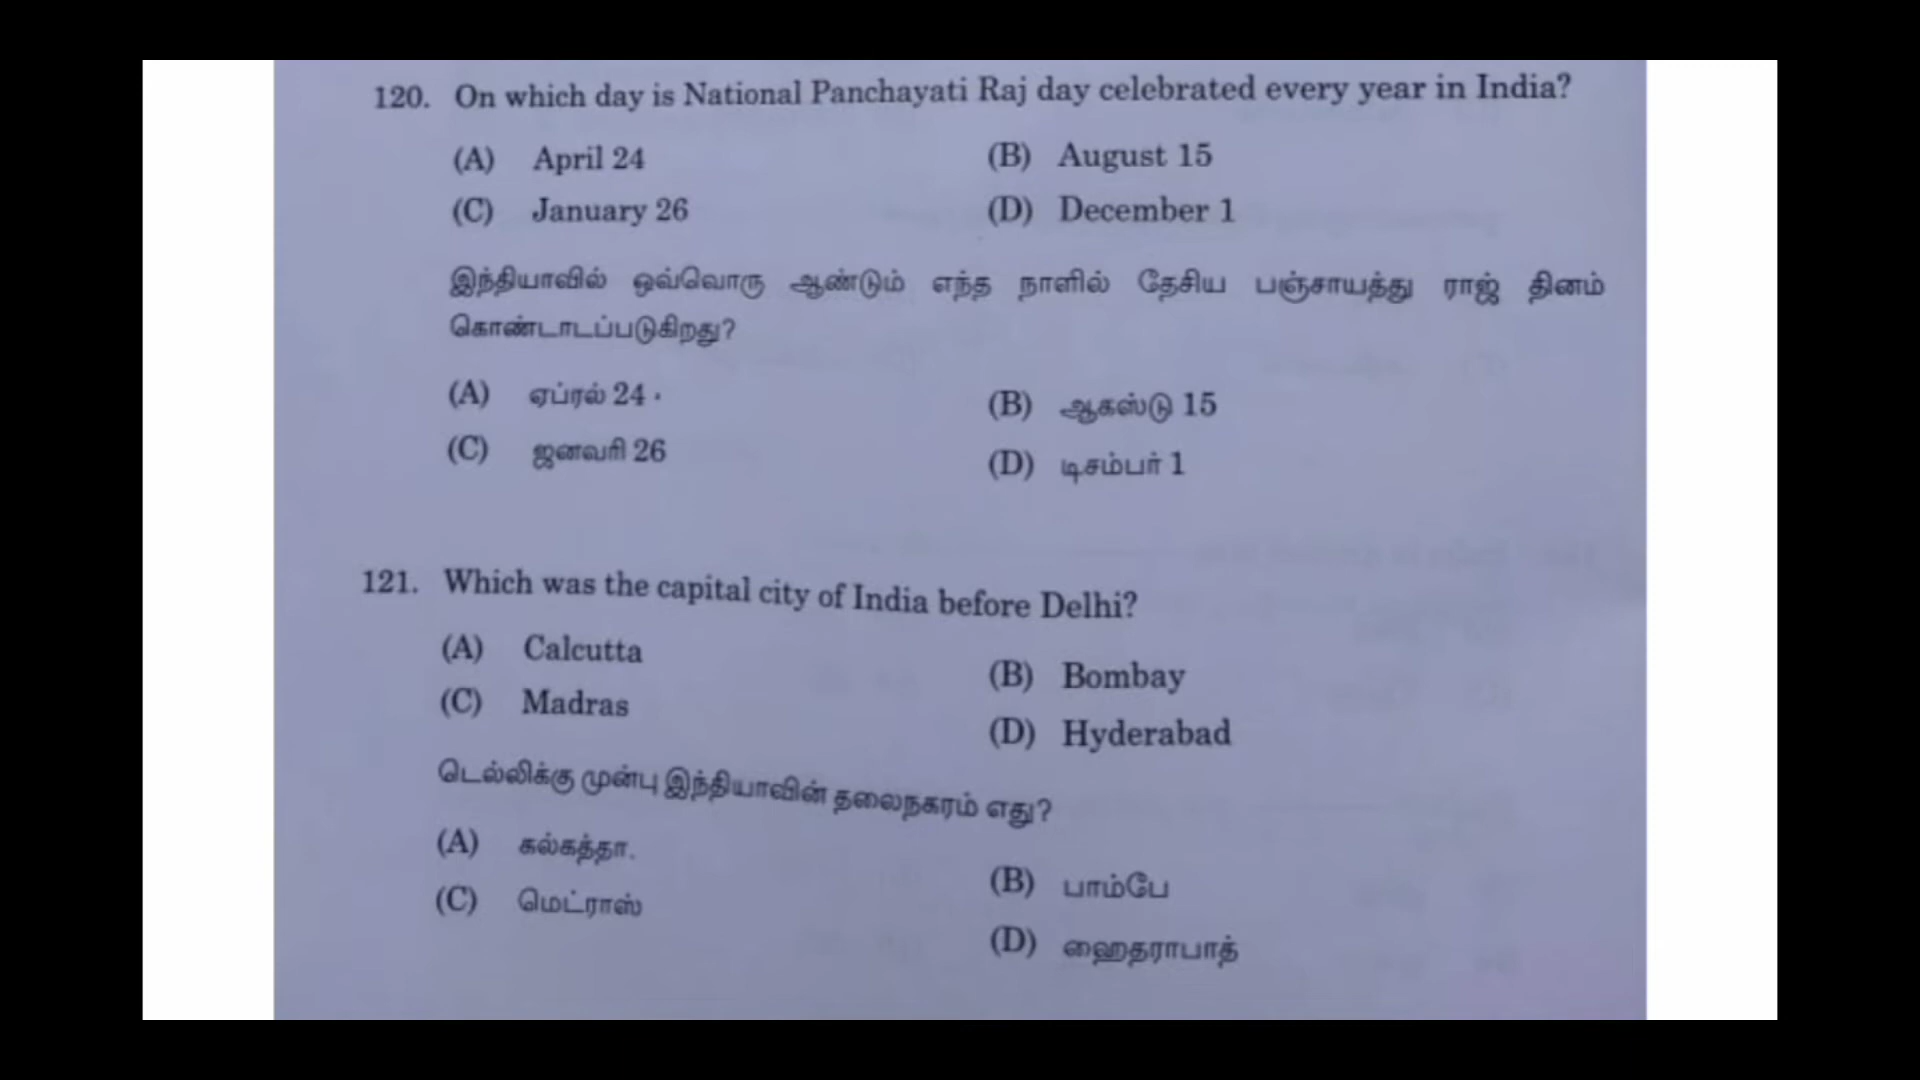 120. On which day is National Panchayati Raj day celebrated every year in India?
(A) April 24 (B) August 15
(C) January 26 (D) December 1
இந்தியாவில் ஒவ்வொரு ஆண்டும் எந்த நாளில் தேசிய பஞ்சாயத்து ராஜ் தினம்
கொண்டாடப்படுகிறது?
(A) ஏப்ரல் 24 (B) ஆகஸ்டு 15
(C) ஜனவரி 26 (D) டிசம்பர் 1
121. Which was the capital city of India before Delhi?
(A) Calcutta (B) Bombay
(C) Madras (D) Hyderabad
டெல்லிக்கு முன்பு இந்தியாவின் தலைநகரம் எது?
(A) கல்கத்தா. (B) பாம்பே
(C) மெட்ராஸ் (D) ஹைதராபாத்